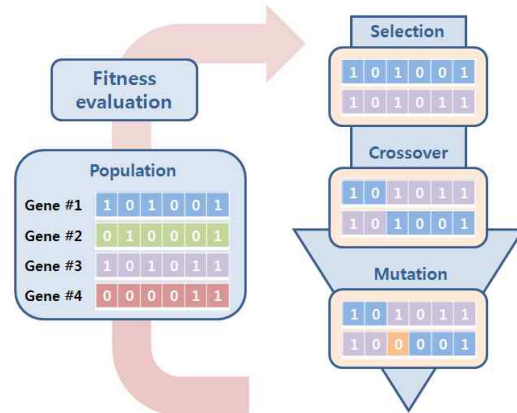 Fitness
evaluation
Population
Gene #1 1 0 1 0 0 1
Gene #2 0 1 0 0 0 1
Gene #3 1 0 1 0 1 1
Gene #4 0 0 0 0 1 1
Selection
1 0 1 0 0 1
1 0 1 0 1 1
Crossover
1 0 1 0 1 1
1 0 1 0 0 1
Mutation
1 0 1 0 1 1
1 0 0 0 0 1